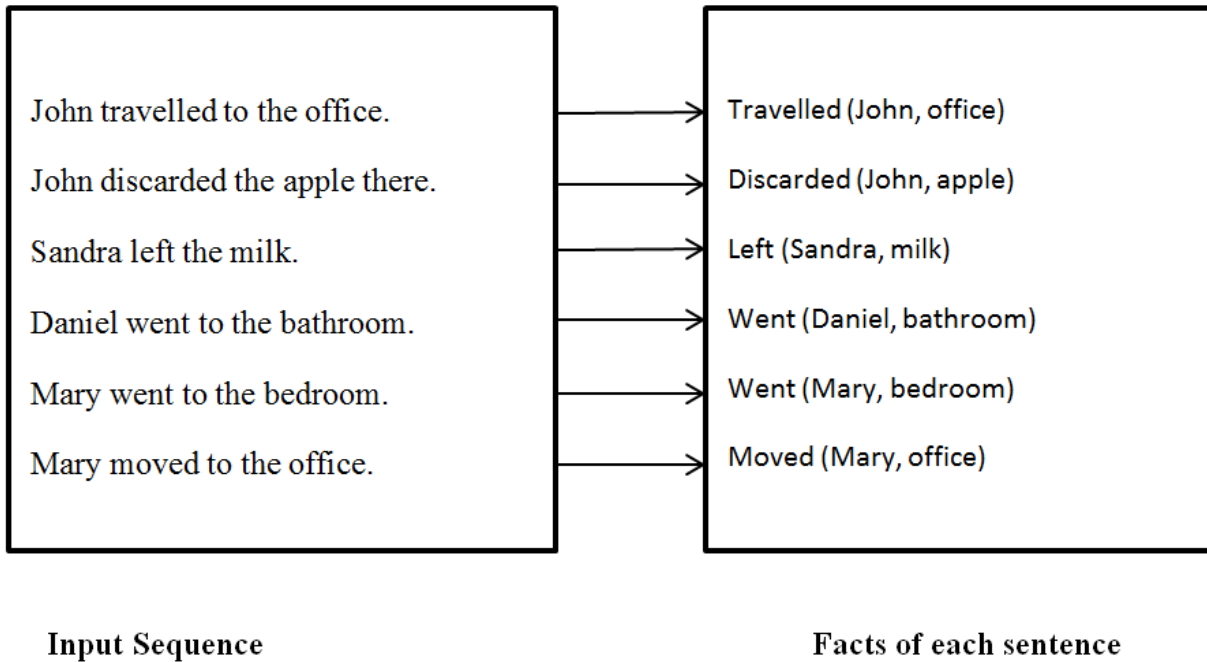 John travelled to the office.
Travelled (John, office)
John discarded the apple there.
Discarded (John, apple)
Sandra left the milk.
Left (Sandra, milk)
Daniel went to the bathroom.
Went (Daniel, bathroom)
Mary went to the bedroom.
Went (Mary, bedroom)
Mary moved to the office.
Moved (Mary, office)
Input Sequence
Facts of each sentence